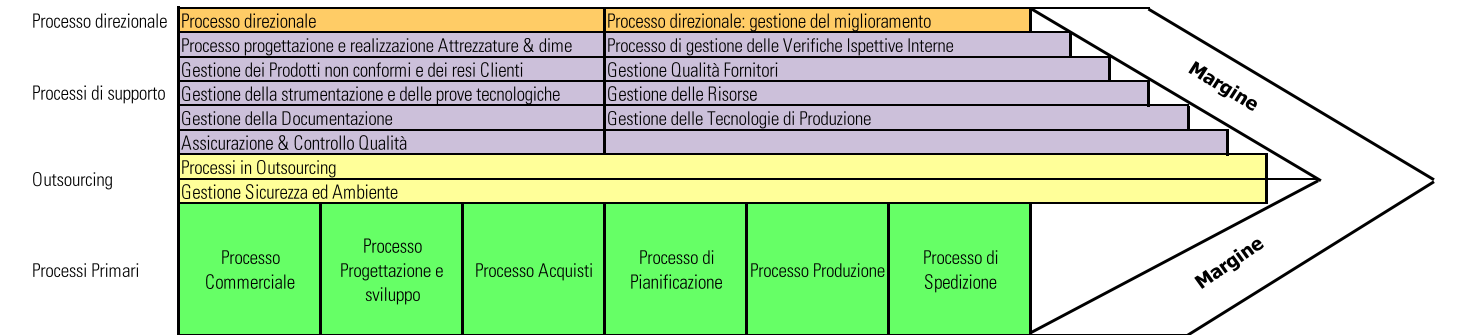 Processo direzionale
Processo direzionale
Processo direzionale: gestione del miglioramento
Processo progettazione e realizzazione Attrezzature & dime
Processo di gestione delle Verifiche Ispettive Interne
Gestione dei Prodotti non conformi e dei resi Clienti
Gestione Qualità Fornitori
Processi di supporto
Gestione della strumentazione e delle prove tecnologiche
Gestione delle Risorse
Gestione della Documentazione
Gestione delle Tecnologie di Produzione
Assicurazione & Controllo Qualità
Outsourcing
Processi in Outsourcing
Gestione Sicurezza ed Ambiente
Margine
Processi Primari
Processo
Commerciale
Processo
Progettazione e
sviluppo
Processo Acquisti
Processo di
Pianificazione
Processo Produzione
Processo di
Spedizione
Margine